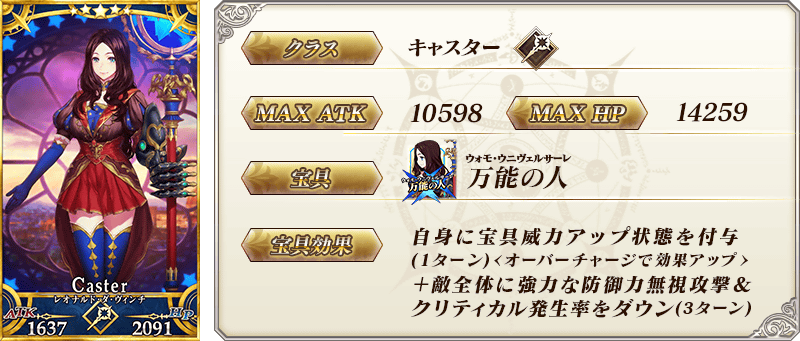 Caster
レオナルド・ダ・ヴィンチ
ATK HP
1637 2091
クラス キャスター
MAX ATK 10598 MAX HP 14259
宝具
ウォモ・ウニヴェルサーレ
万能の人
万能の人
宝具効果
自身に宝具威力アップ状態を付与
(1ターン)<オーバーチャージで効果アップ>
+敵全体に強力な防御力無視攻撃&
クリティカル発生率をダウン(3ターン)